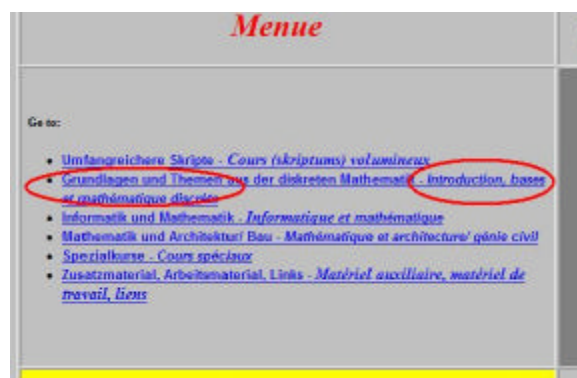 Menue
Go to:
Umfangreichere Skripte - Cours (skriptums) volumineux
Grundlagen und Themen aus der diskreten Mathematik - Introduction, bases
et mathématique discrète
Informatik und Mathematik - Informatique et mathématique
Mathematik und Architektur/ Bau - Mathématique et architecture/ génie civil
Spezialkurse - Cours spéciaux
Zusatzmaterial, Arbeitsmaterial, Links - Matériel auxiliaire, matériel de
travail, liens